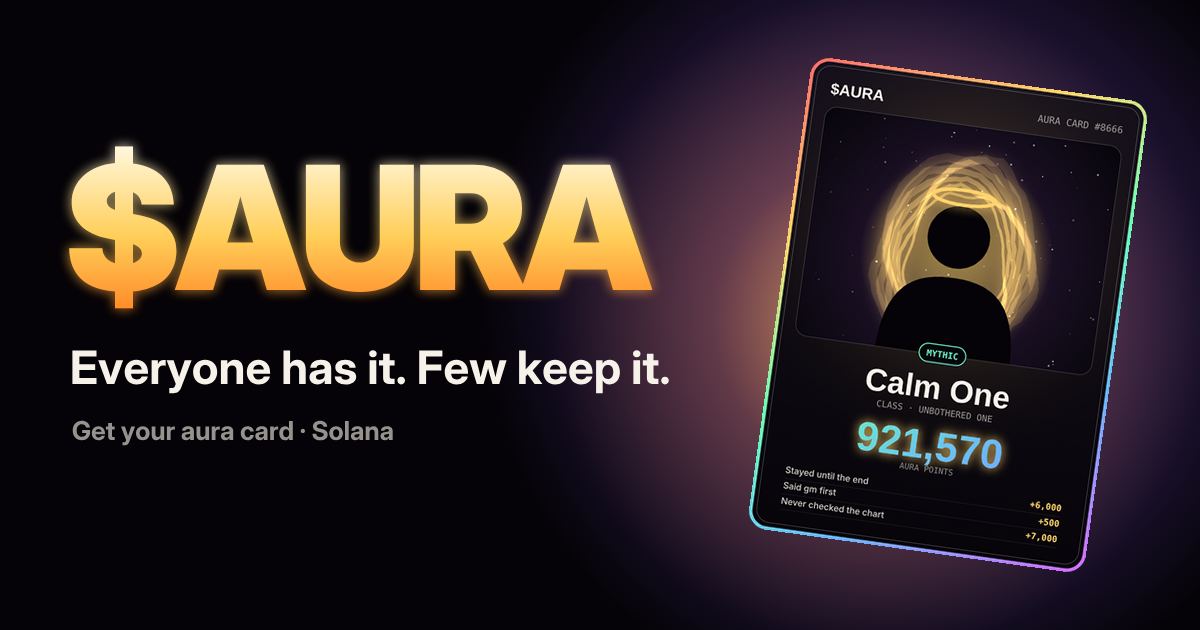 $AURA
Everyone has it. Few keep it.
Get your aura card · Solana
$AURA
AURA CARD #8666
MYTHIC
Calm One
CLASS · UNBOTHERED ONE
921,570
AURA POINTS
Stayed until the end +6,000
Said gm first +500
Never checked the chart +7,000